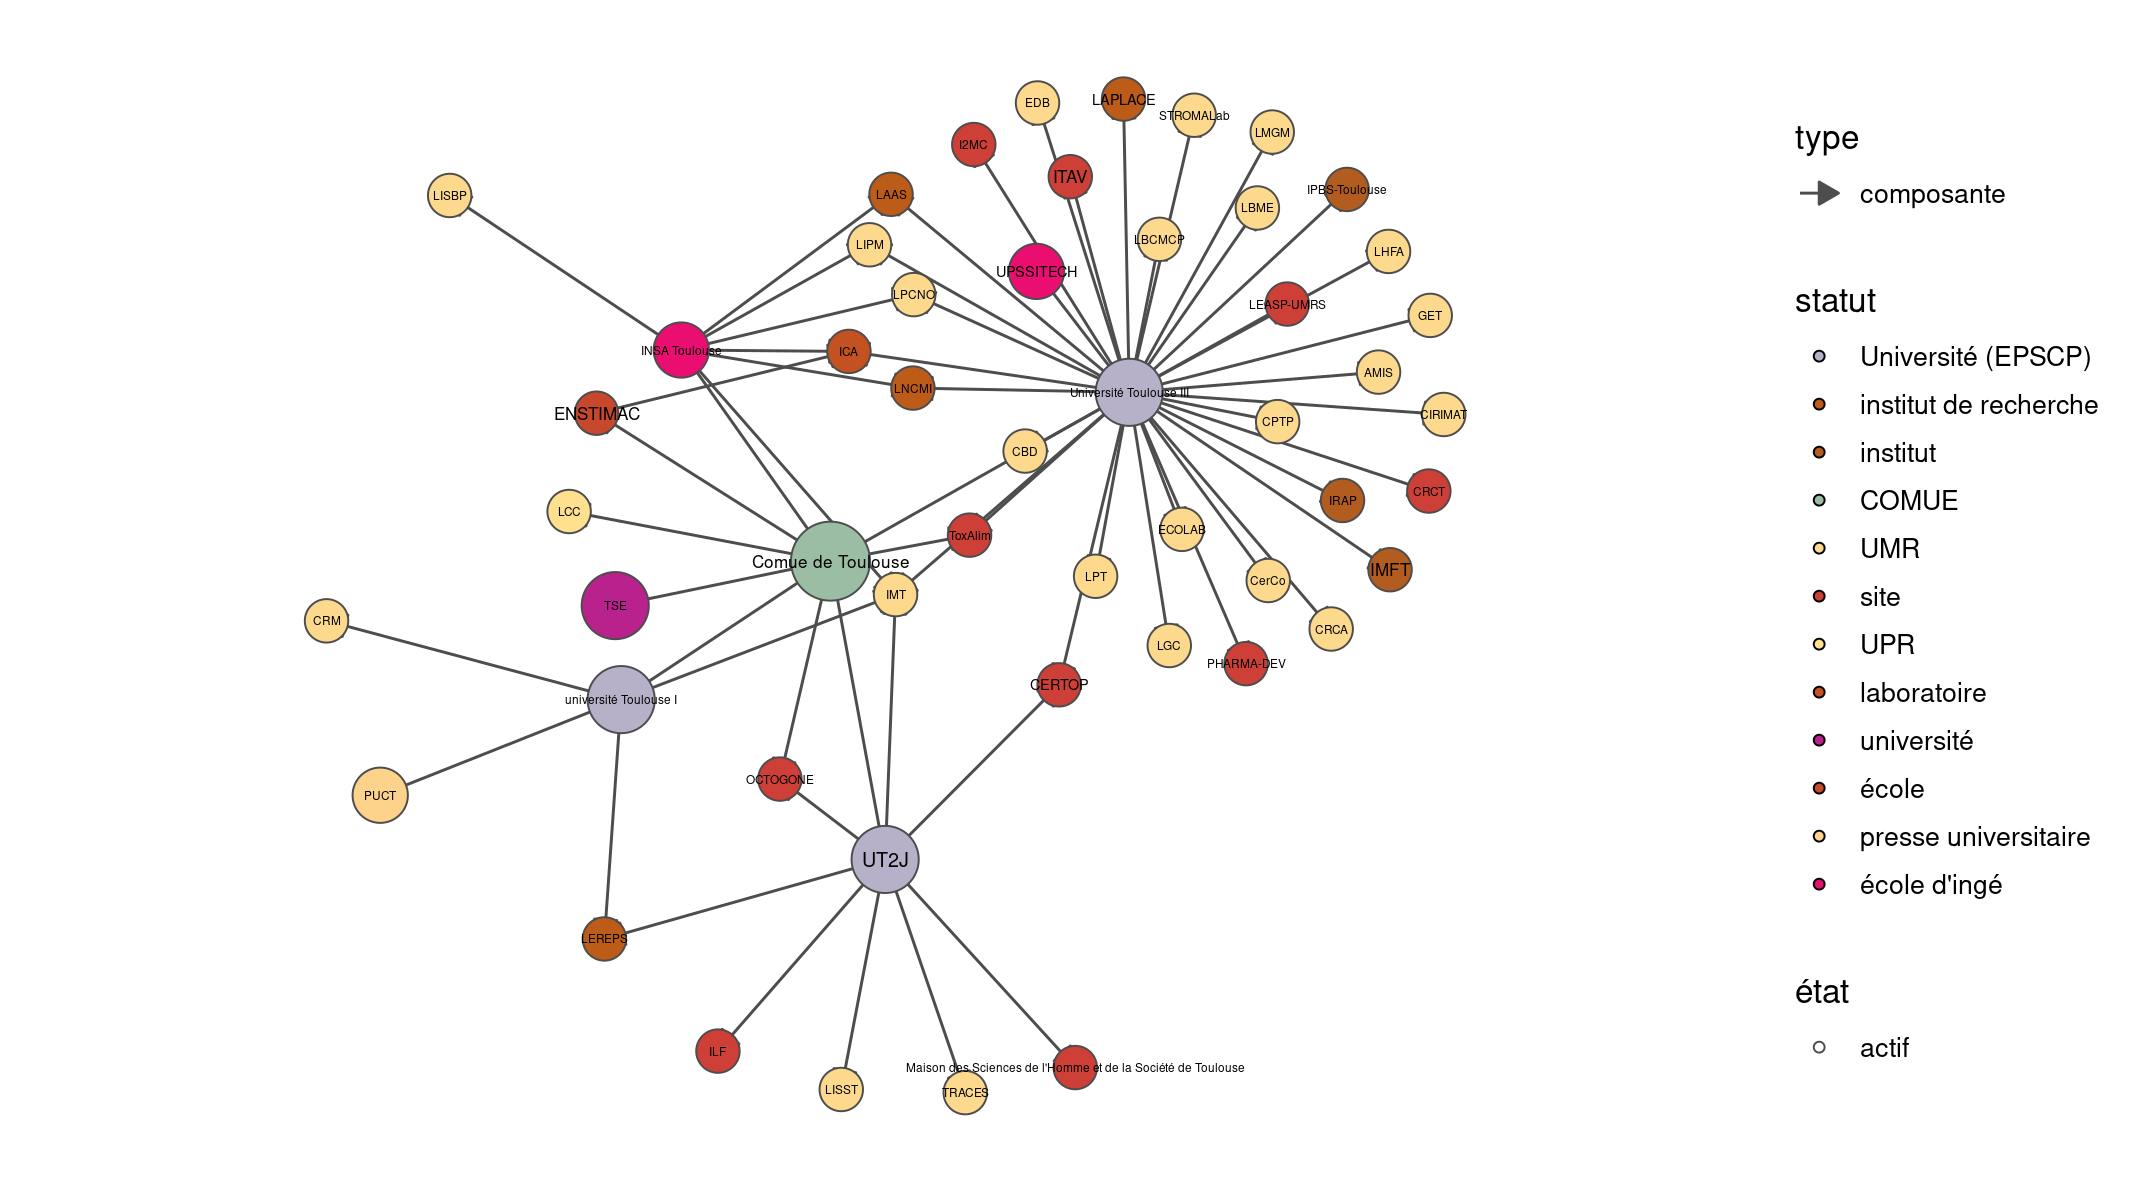 EDB
LAPLACE
STROMALab
LMGM
I2MC
ITAV
IPBS-Toulouse
LISBP
LAAS
LBME
LBCMCP
LIPM
LHFA
UPSSITECH
LPCNO
LEASP-UMRS
GET
INSA Toulouse
ICA
AMIS
LNCMI
Université Toulouse III
ENSTIMAC
CIRIMAT
CPTP
CBD
CRCT
IRAP
LCC
ECOLAB
ToxAlim
Comue de Toulouse
IMFT
LPT
CerCo
IMT
TSE
CRM
CRCA
LGC
PHARMA-DEV
CERTOP
université Toulouse I
OCTOGONE
PUCT
UT2J
LEREPS
ILF
Maison des Sciences de l'Homme et de la Société de Toulouse
LISST
TRACES
type
composante
statut
Université (EPSCP)
institut de recherche
institut
COMUE
UMR
site
UPR
laboratoire
université
école
presse universitaire
école d'ingé
état
actif